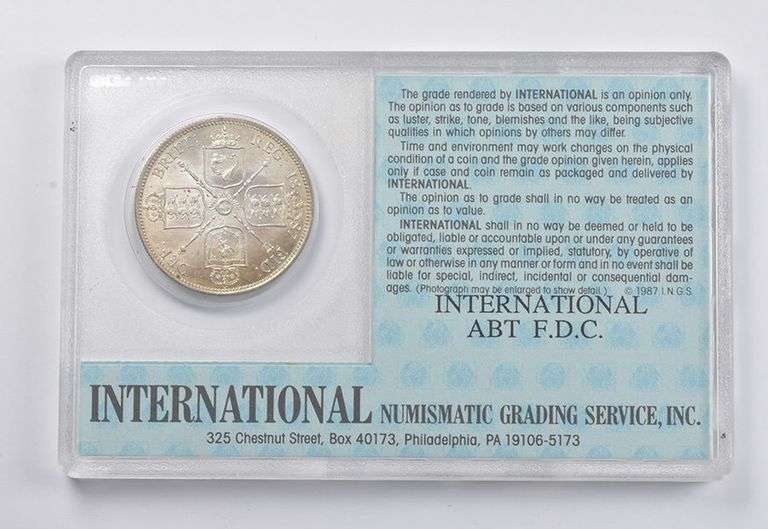 BRITT: REG: 
FID: DEF:
The grade rendered by INTERNATIONAL is an opinion only.
The opinion as to grade is based on various components such
as luster, strike, tone, blemishes and the like, being subjective
qualities in which opinions by others may differ.
Time and environment may work changes on the physical
condition of a coin and the grade opinion given herein, applies
only if case and coin remain as packaged and delivered by
INTERNATIONAL.
The opinion as to grade shall in no way be treated as an
opinion as to value.
INTERNATIONAL shall in no way be deemed or held to be
obligated, liable or accountable upon or under any guarantees
or warranties expressed or implied, statutory, by operative of
law or otherwise in any manner or form and in no event shall be
liable for special, indirect, incidental or consequential dam-
ages. (Photograph may be enlarged to show detail.) © 1987 I.N.G.S.
INTERNATIONAL
ABT F.D.C.
INTERNATIONAL NUMISMATIC GRADING SERVICE, INC.
325 Chestnut Street, Box 40173, Philadelphia, PA 19106-5173